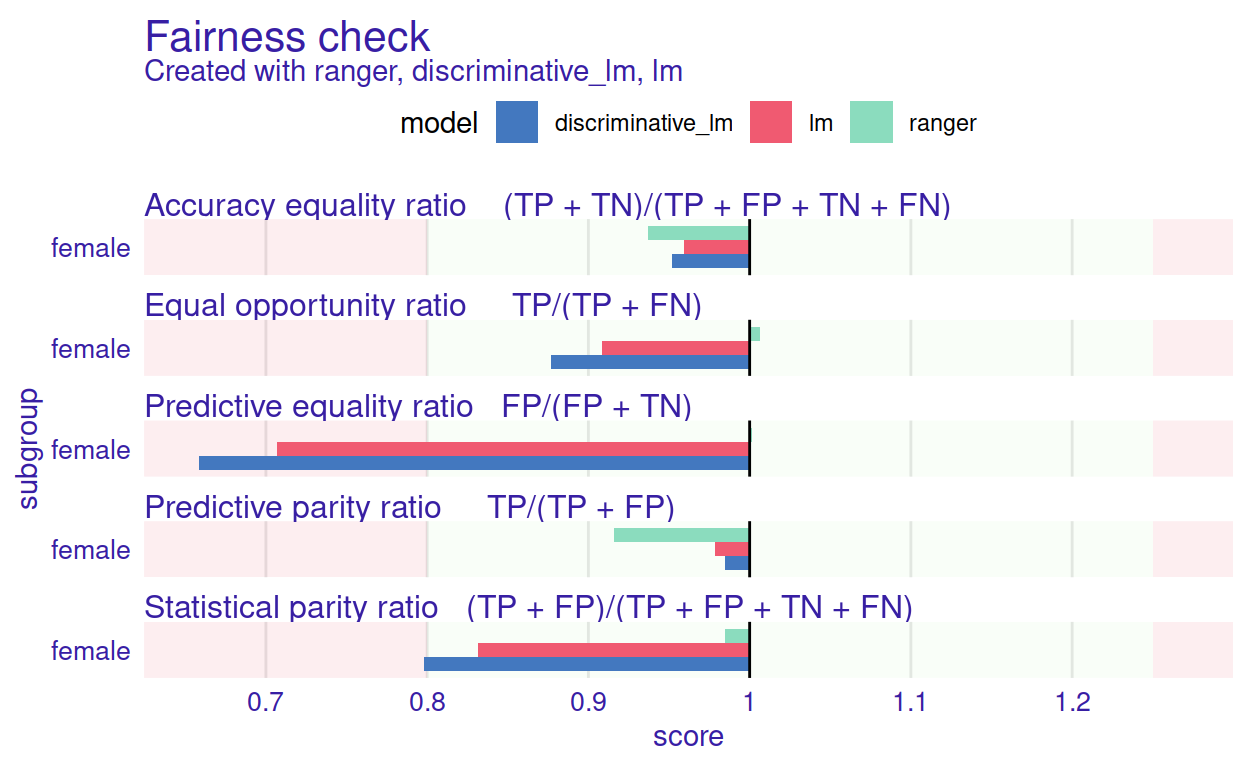 Fairness check
Created with ranger, discriminative_lm, lm
model discriminative_lm lm ranger
Accuracy equality ratio (TP + TN)/(TP + FP + TN + FN)
female
Equal opportunity ratio TP/(TP + FN)
female
Predictive equality ratio FP/(FP + TN)
female
Predictive parity ratio TP/(TP + FP)
female
Statistical parity ratio (TP + FP)/(TP + FP + TN + FN)
female
subgroup
0.7 0.8 0.9 1 1.1 1.2
score